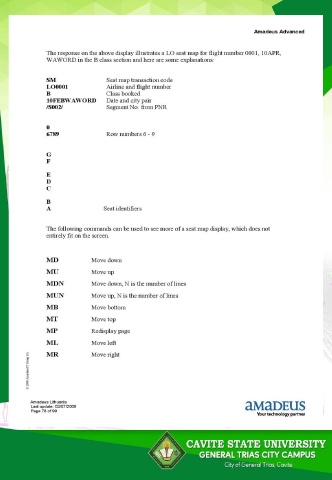 Amadeus Advanced
The response on the above display illustrates a LO seat map for flight number 0001, 10APR,
WAWORD in the B class section and here are some explanations:
SM Seat map transaction code
LO0001 Airline and flight number
B Class booked
10FEBWAWORD Date and city pair
/S002/ Segment No. from PNR
0
6789 Row numbers 6 - 9
G
F
E
D
C
B
A Seat identifiers
The following commands can be used to see more of a seat map display, which does not
entirely fit on the screen.
MD Move down
MU Move up
MDN Move down, N is the number of lines
MUN Move up, N is the number of lines
MB Move bottom
MT Move top
MP Redisplay page
ML Move left
MR Move right
Amadeus Lithuania
Last update: 02/07/2009
Page 78 of 99
amadeus
Your technology partner
CAVITE STATE UNIVERSITY
GENERAL TRIAS CITY CAMPUS
City of General Trias, Cavite